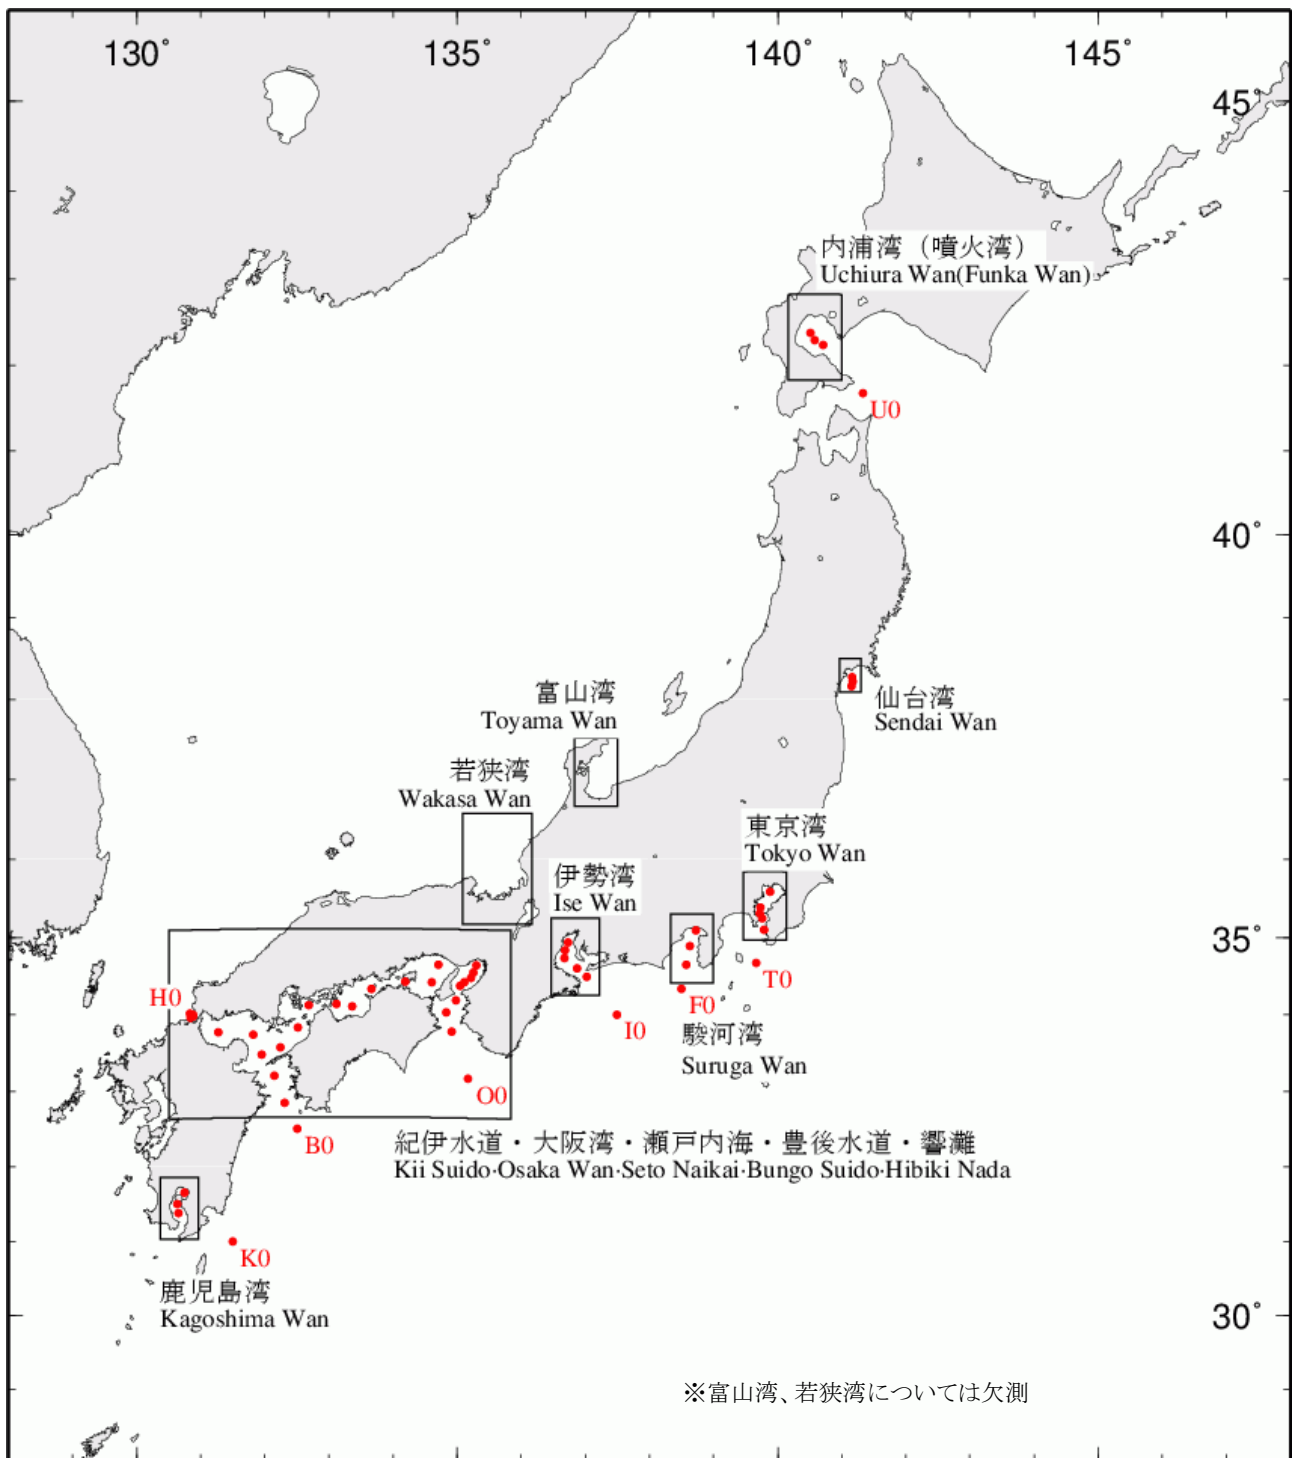 130°
135°
140°
145°
45°
内浦湾（噴火湾）
Uchiura Wan(Funka Wan)
U0
40°
仙台湾
Sendai Wan
富山湾
Toyama Wan
若狭湾
Wakasa Wan
東京湾
Tokyo Wan
伊勢湾
Ise Wan
35°
T0
H0
F0
I0
駿河湾
Suruga Wan
O0
B0
紀伊水道・大阪湾・瀬戸内海・豊後水道・響灘
Kii Suido·Osaka Wan·Seto Naikai·Bungo Suido·Hibiki Nada
K0
鹿児島湾
Kagoshima Wan
30°
※富山湾、若狭湾については欠測